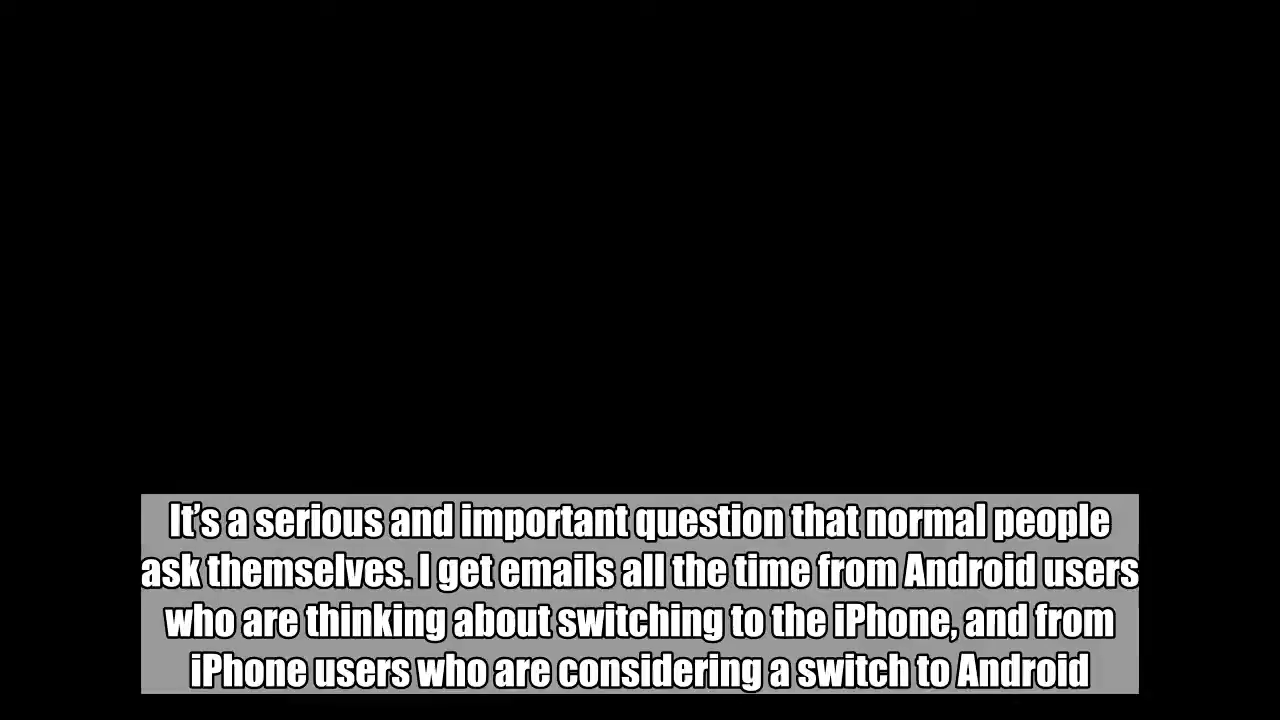 It’s a serious and important question that normal people
ask themselves. I get emails all the time from Android users
who are thinking about switching to the iPhone, and from
iPhone users who are considering a switch to Android